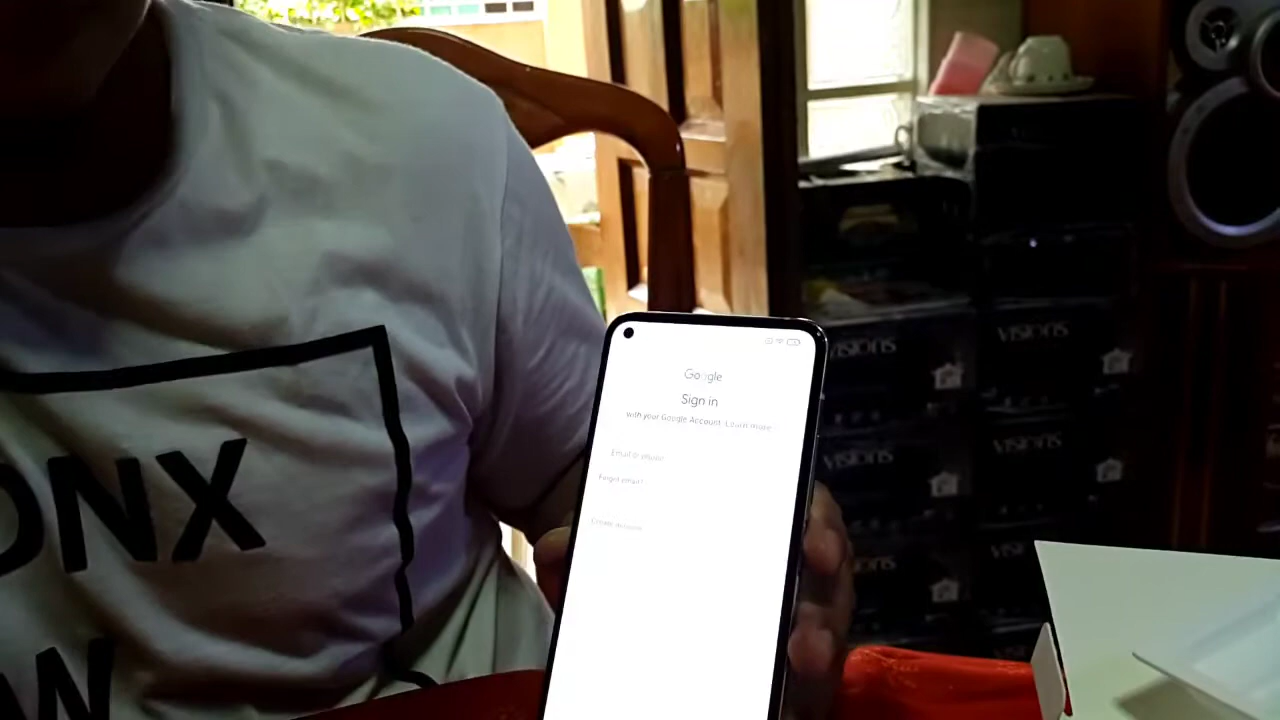 ONX
W
Google
Sign in
with your Google Account. Learn more
Email or phone
Forgot email?
Create account
VISIONS
VISIONS
VISIONS
VISIONS